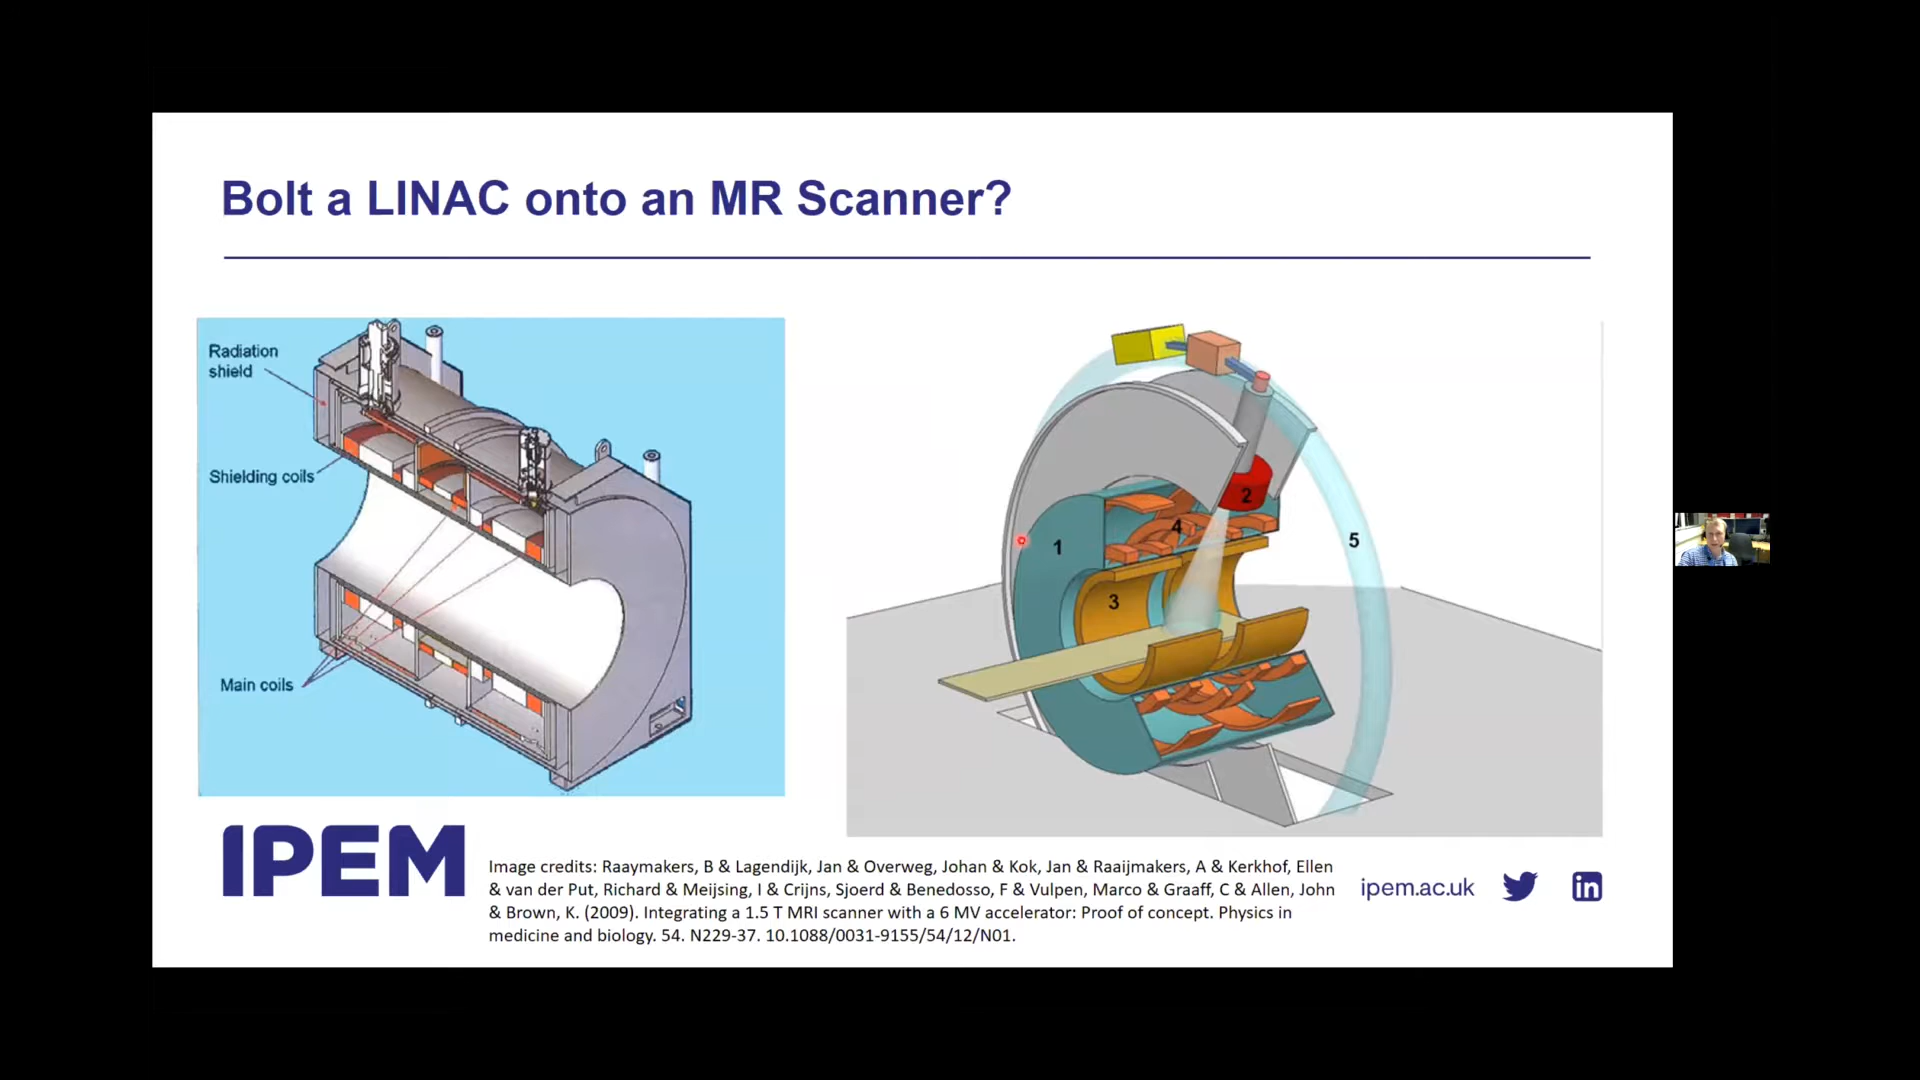 Bolt a LINAC onto an MR Scanner?
Radiation
shield
Shielding coils
Main coils
1
2
3
4
5
IPEM
Image credits: Raaymakers, B & Lagendijk, Jan & Overweg, Johan & Kok, Jan & Raaijmakers, A & Kerkhof, Ellen
& van der Put, Richard & Meijsing, I & Crijns, Sjoerd & Benedosso, F & Vulpen, Marco & Graaff, C & Allen, John
& Brown, K. (2009). Integrating a 1.5 T MRI scanner with a 6 MV accelerator: Proof of concept. Physics in
medicine and biology. 54. N229-37. 10.1088/0031-9155/54/12/N01.
ipem.ac.uk
in